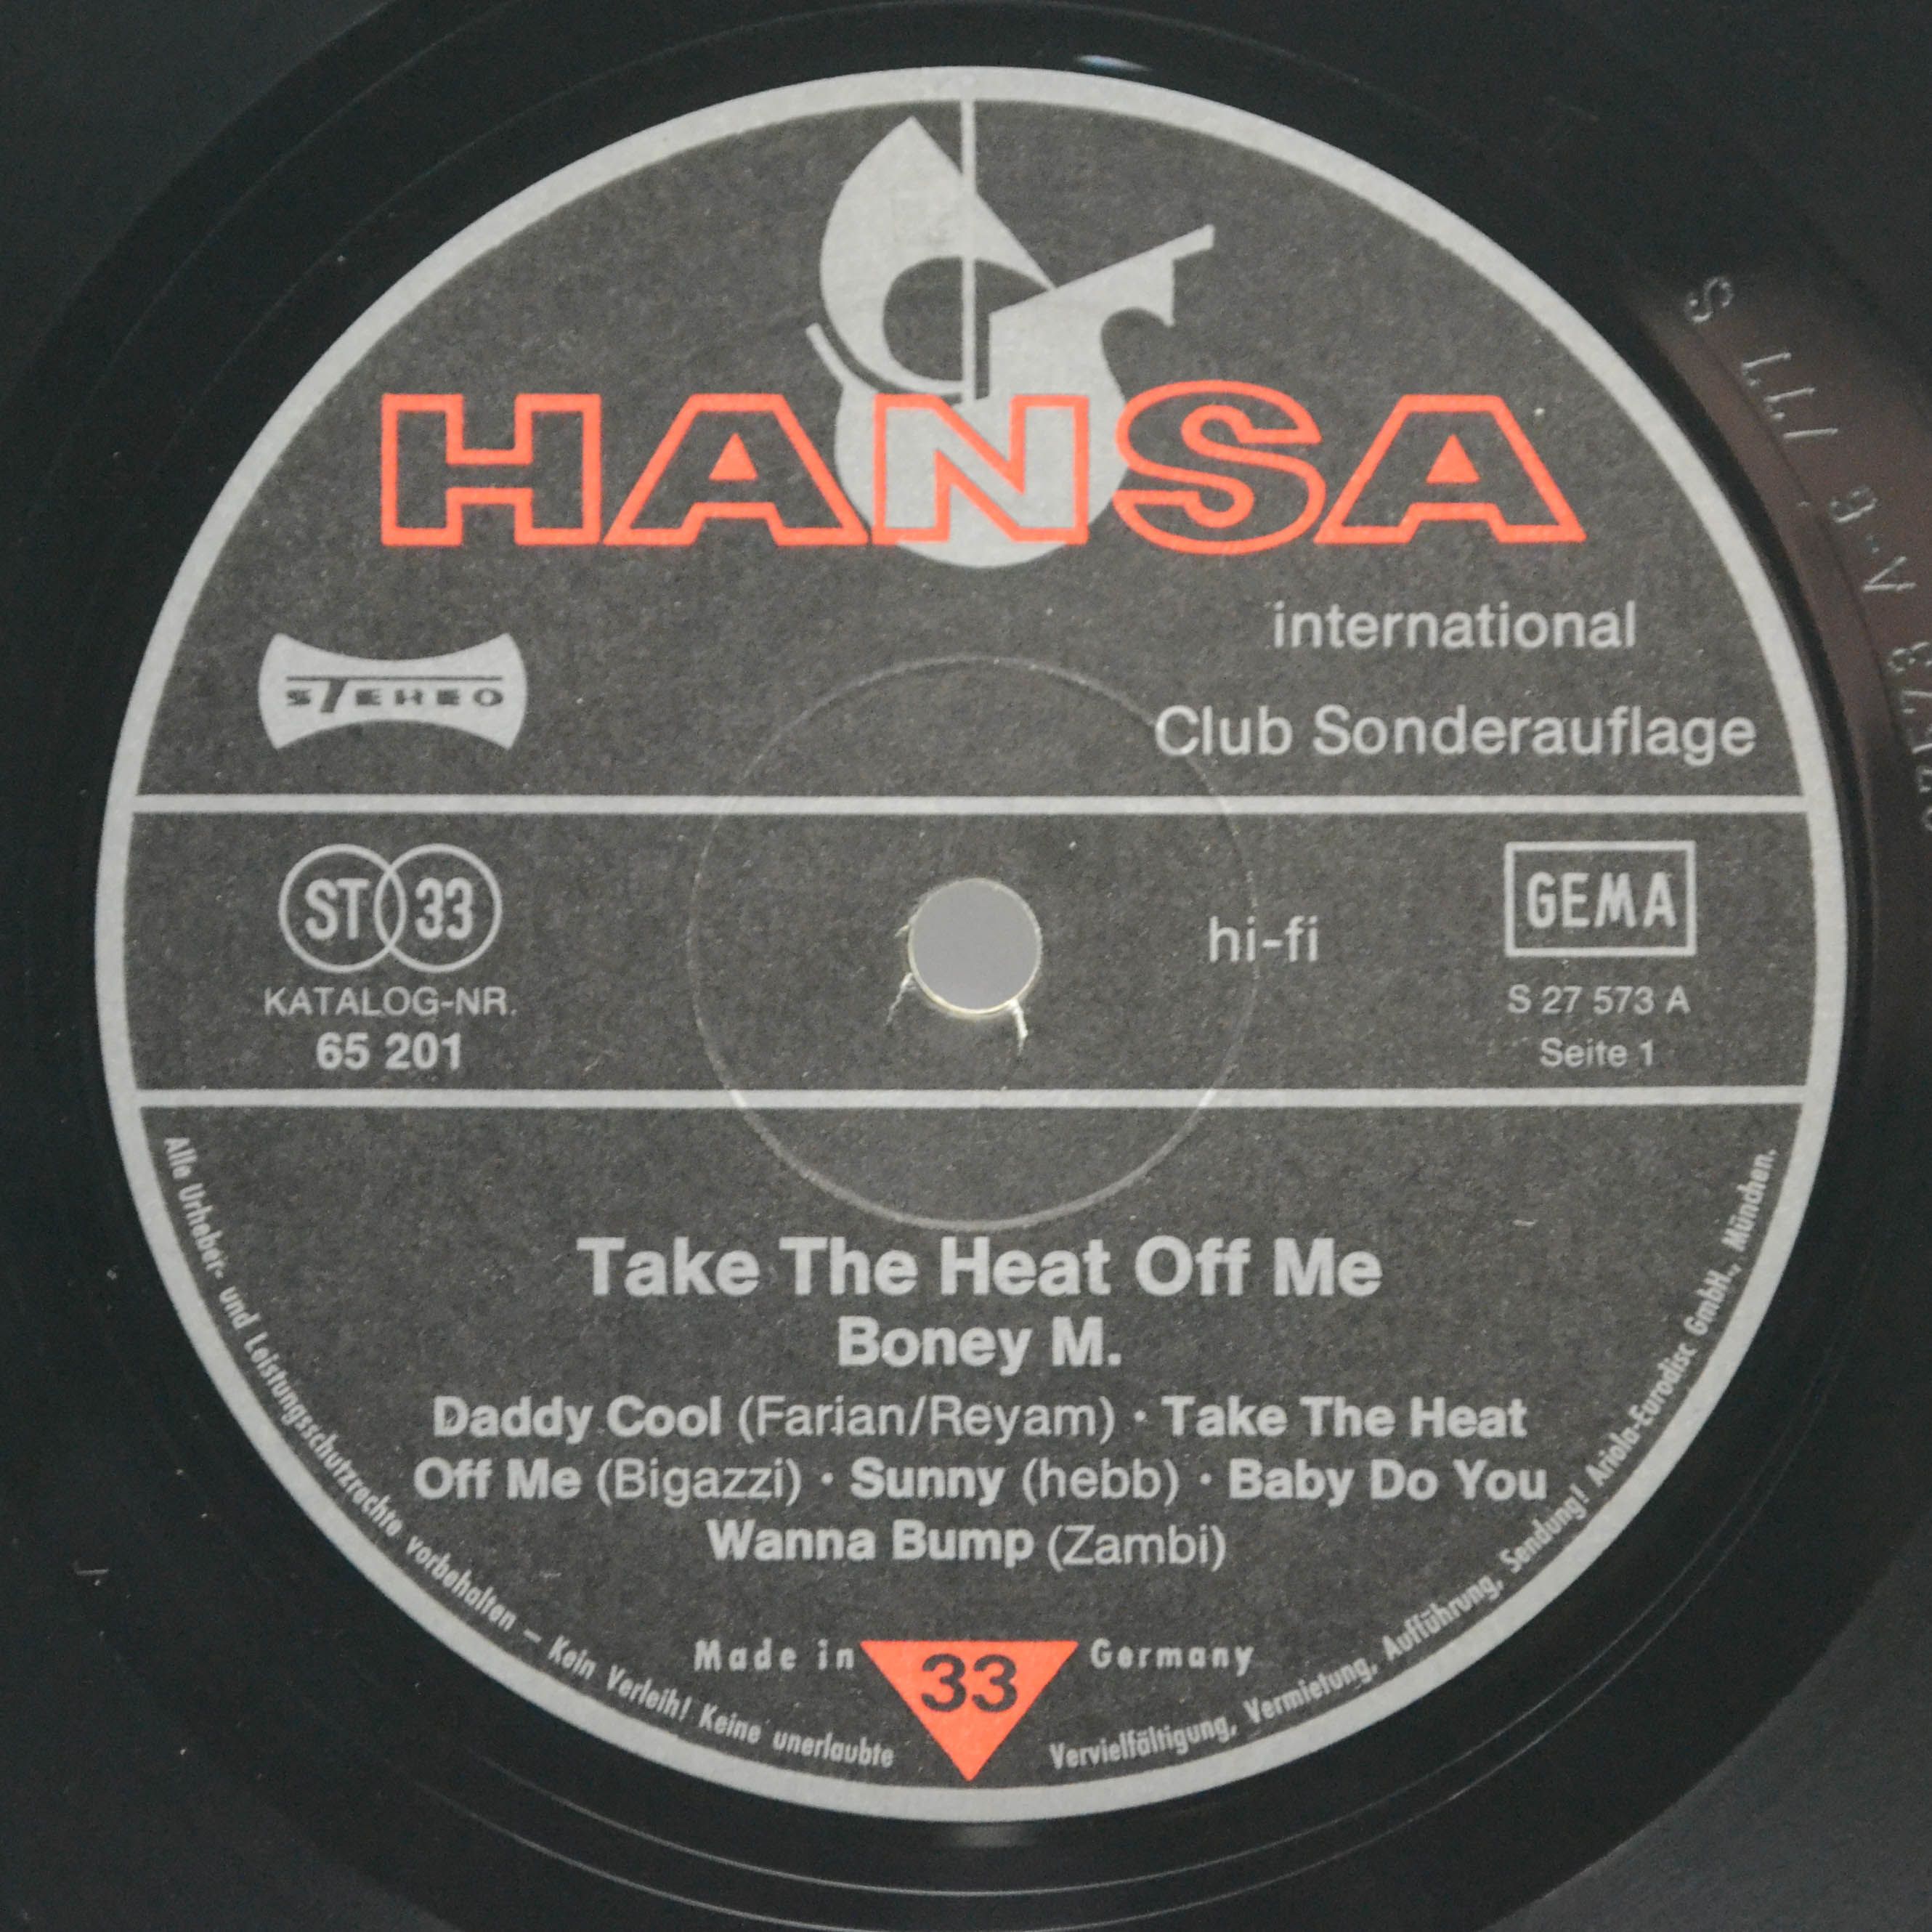 HANSA
international
STEREO
Club Sonderauflage
ST 33
GEMA
hi-fi
KATALOG-NR.
S 27 573 A
65 201
Seite 1
Take The Heat Off Me
Boney M.
Daddy Cool (Farian/Reyam) · Take The Heat
Off Me (Bigazzi) · Sunny (hebb) · Baby Do You
Wanna Bump (Zambi)
Made in 33 Germany
Alle Urheber- und Leistungsschutzrechte vorbehalten – Kein Verleih! Keine unerlaubte Vervielfältigung, Vermietung, Aufführung, Sendung! Ariola-Eurodisc GmbH., München.